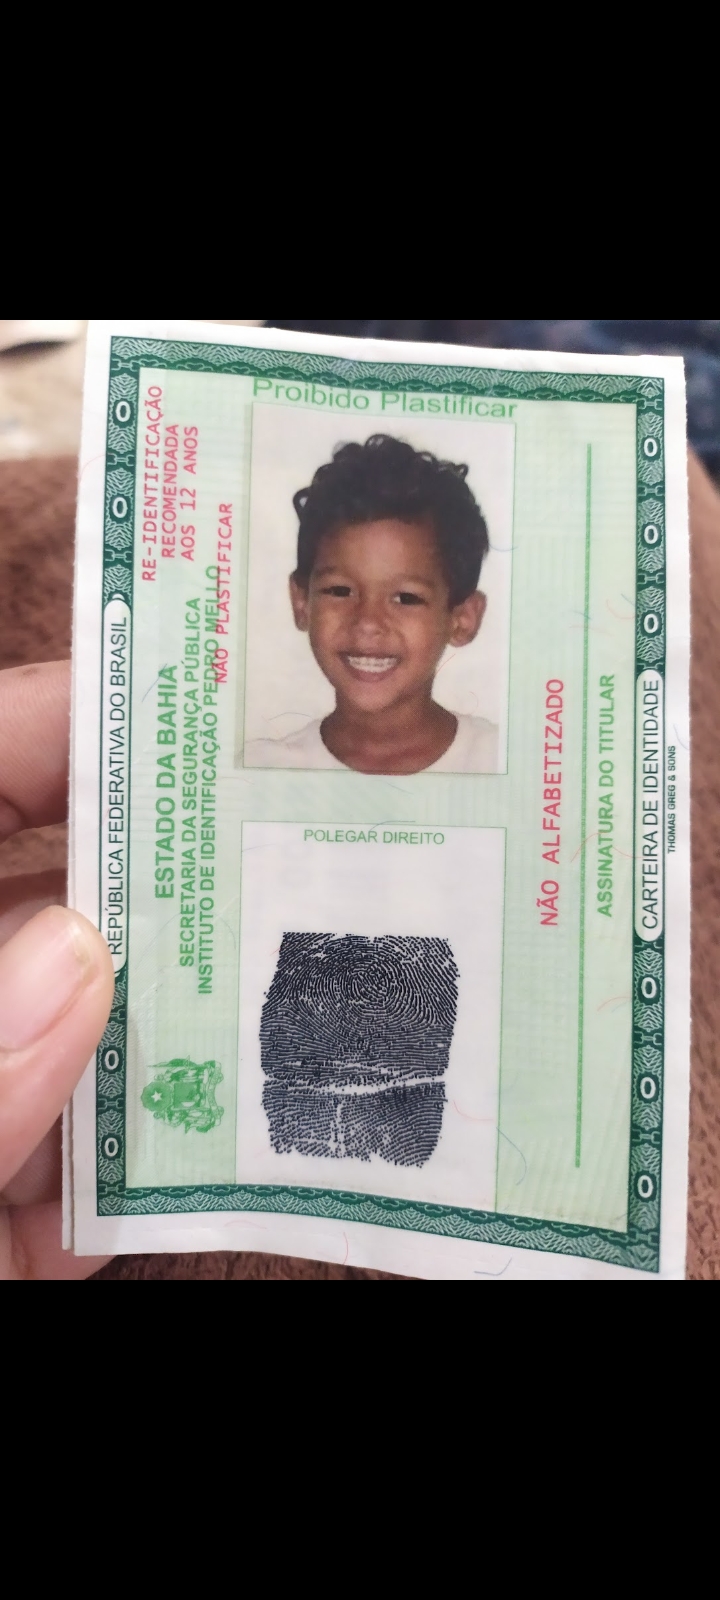 REPÚBLICA FEDERATIVA DO BRASIL
RE-IDENTIFICAÇÃO
RECOMENDADA
AOS 12 ANOS
ESTADO DA BAHIA
SECRETARIA DA SEGURANÇA PÚBLICA
INSTITUTO DE IDENTIFICAÇÃO PEDRO MELLO
NÃO PLASTIFICAR
Proibido Plastificar
POLEGAR DIREITO
NÃO ALFABETIZADO
ASSINATURA DO TITULAR
CARTEIRA DE IDENTIDADE
THOMAS GREG & SONS